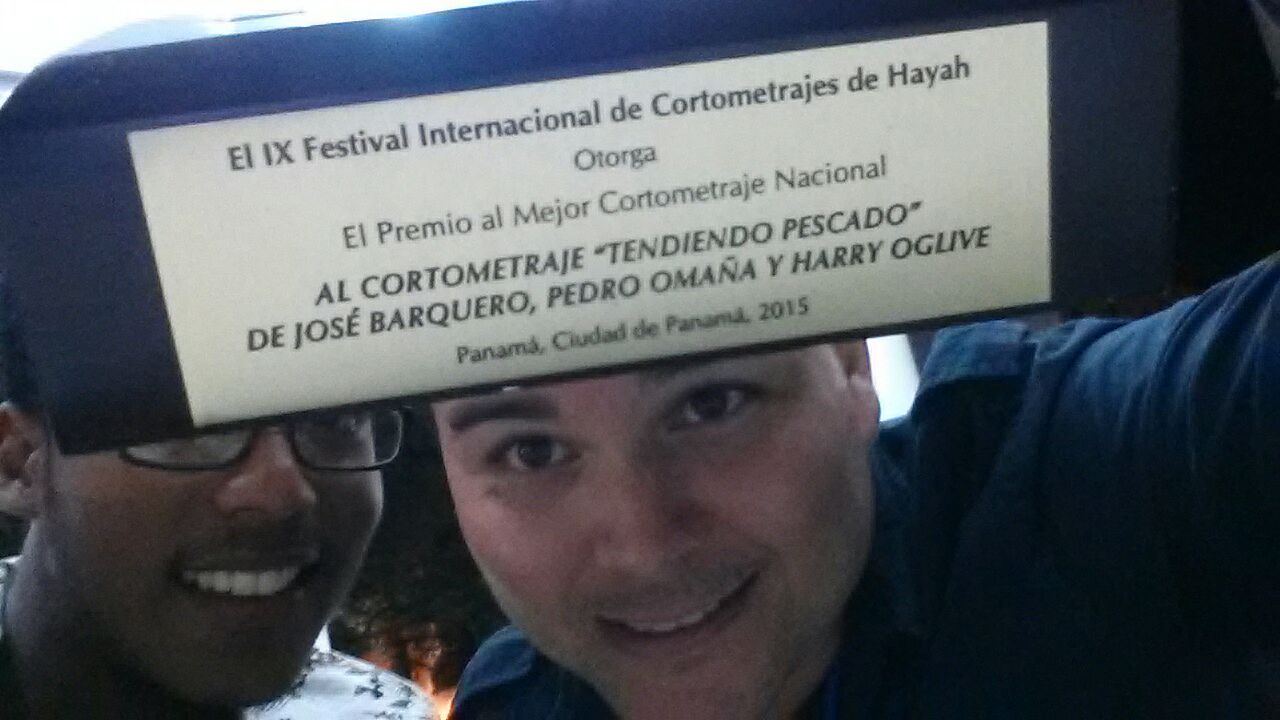 El IX Festival Internacional de Cortometrajes de Hayah
Otorga
El Premio al Mejor Cortometraje Nacional
AL CORTOMETRAJE “TENDIENDO PESCADO”
DE JOSÉ BARQUERO, PEDRO OMAÑA Y HARRY OGLIVE
Panamá, Ciudad de Panamá, 2015